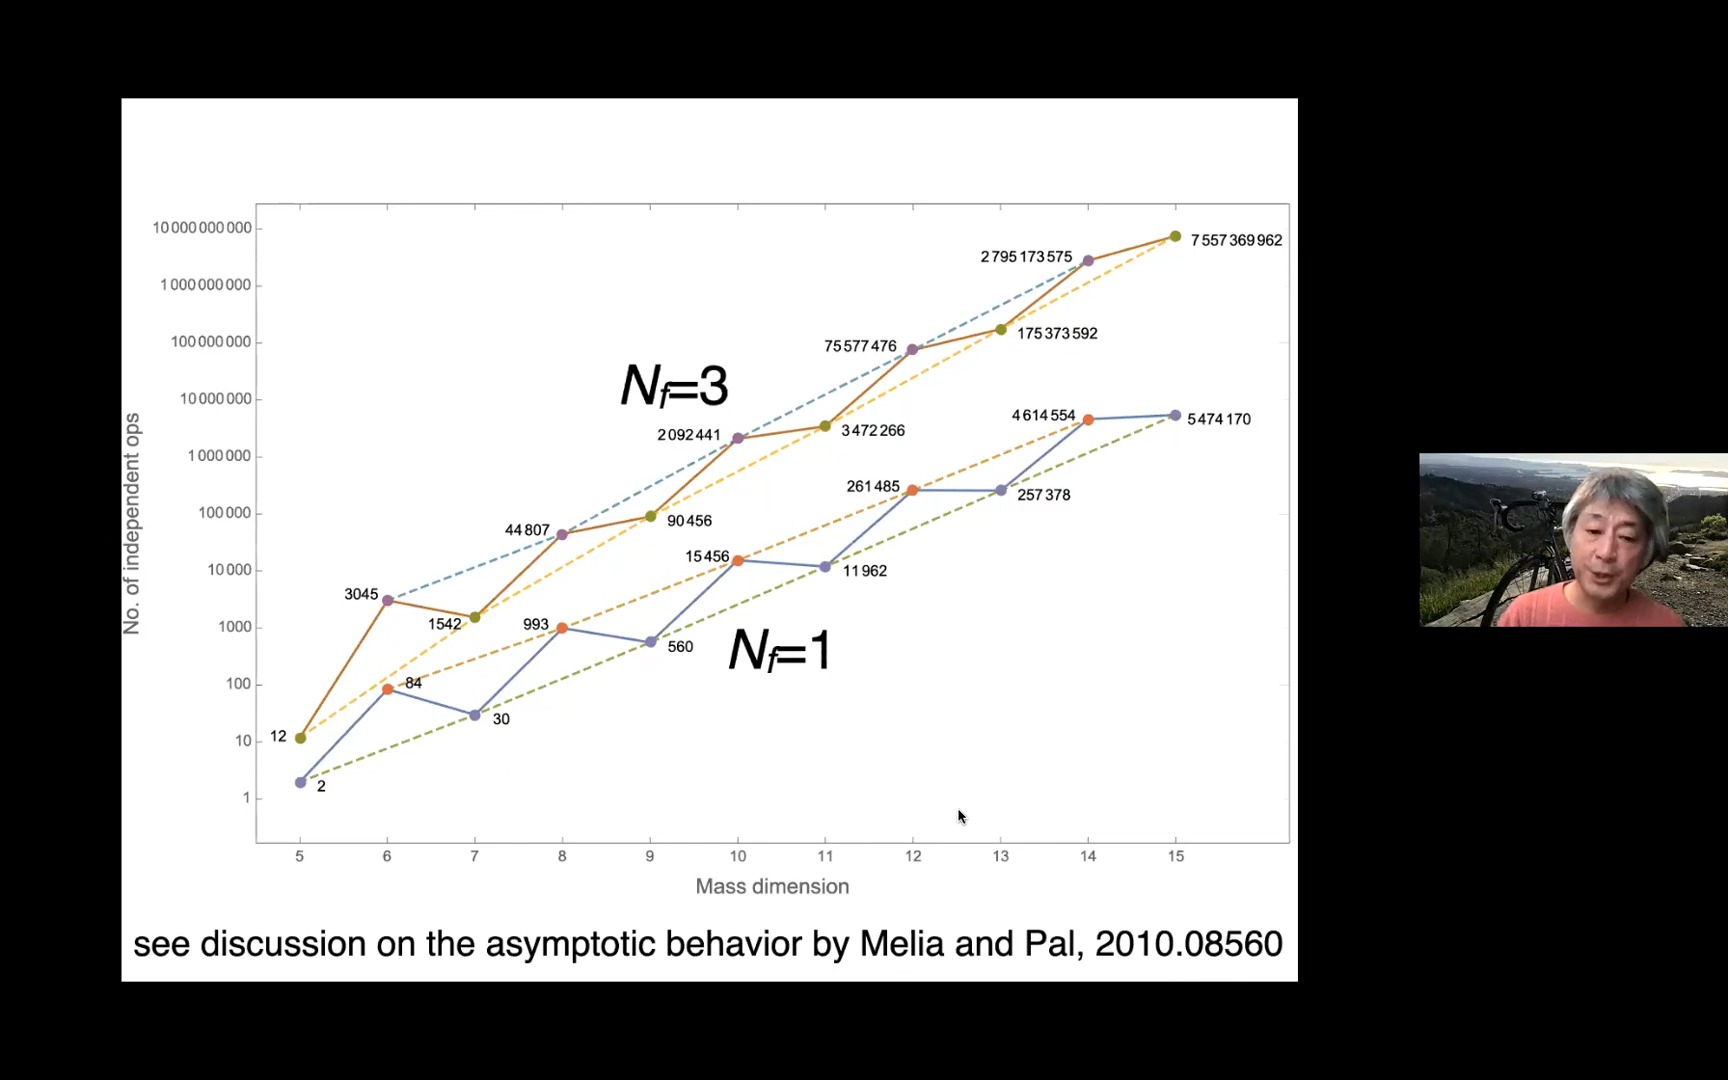 10 000 000 000
1 000 000 000
100 000 000
10 000 000
1 000 000
100 000
10 000
1000
100
10
1
No. of independent ops
7 557 369 962
2 795 173 575
175 373 592
75 577 476
3 472 266
2 092 441
90 456
44 807
1542
3045
12
N_f=3
5 474 170
4 614 554
257 378
261 485
11 962
15 456
560
993
30
84
2
N_f=1
5 6 7 8 9 10 11 12 13 14 15
Mass dimension
see discussion on the asymptotic behavior by Melia and Pal, 2010.08560